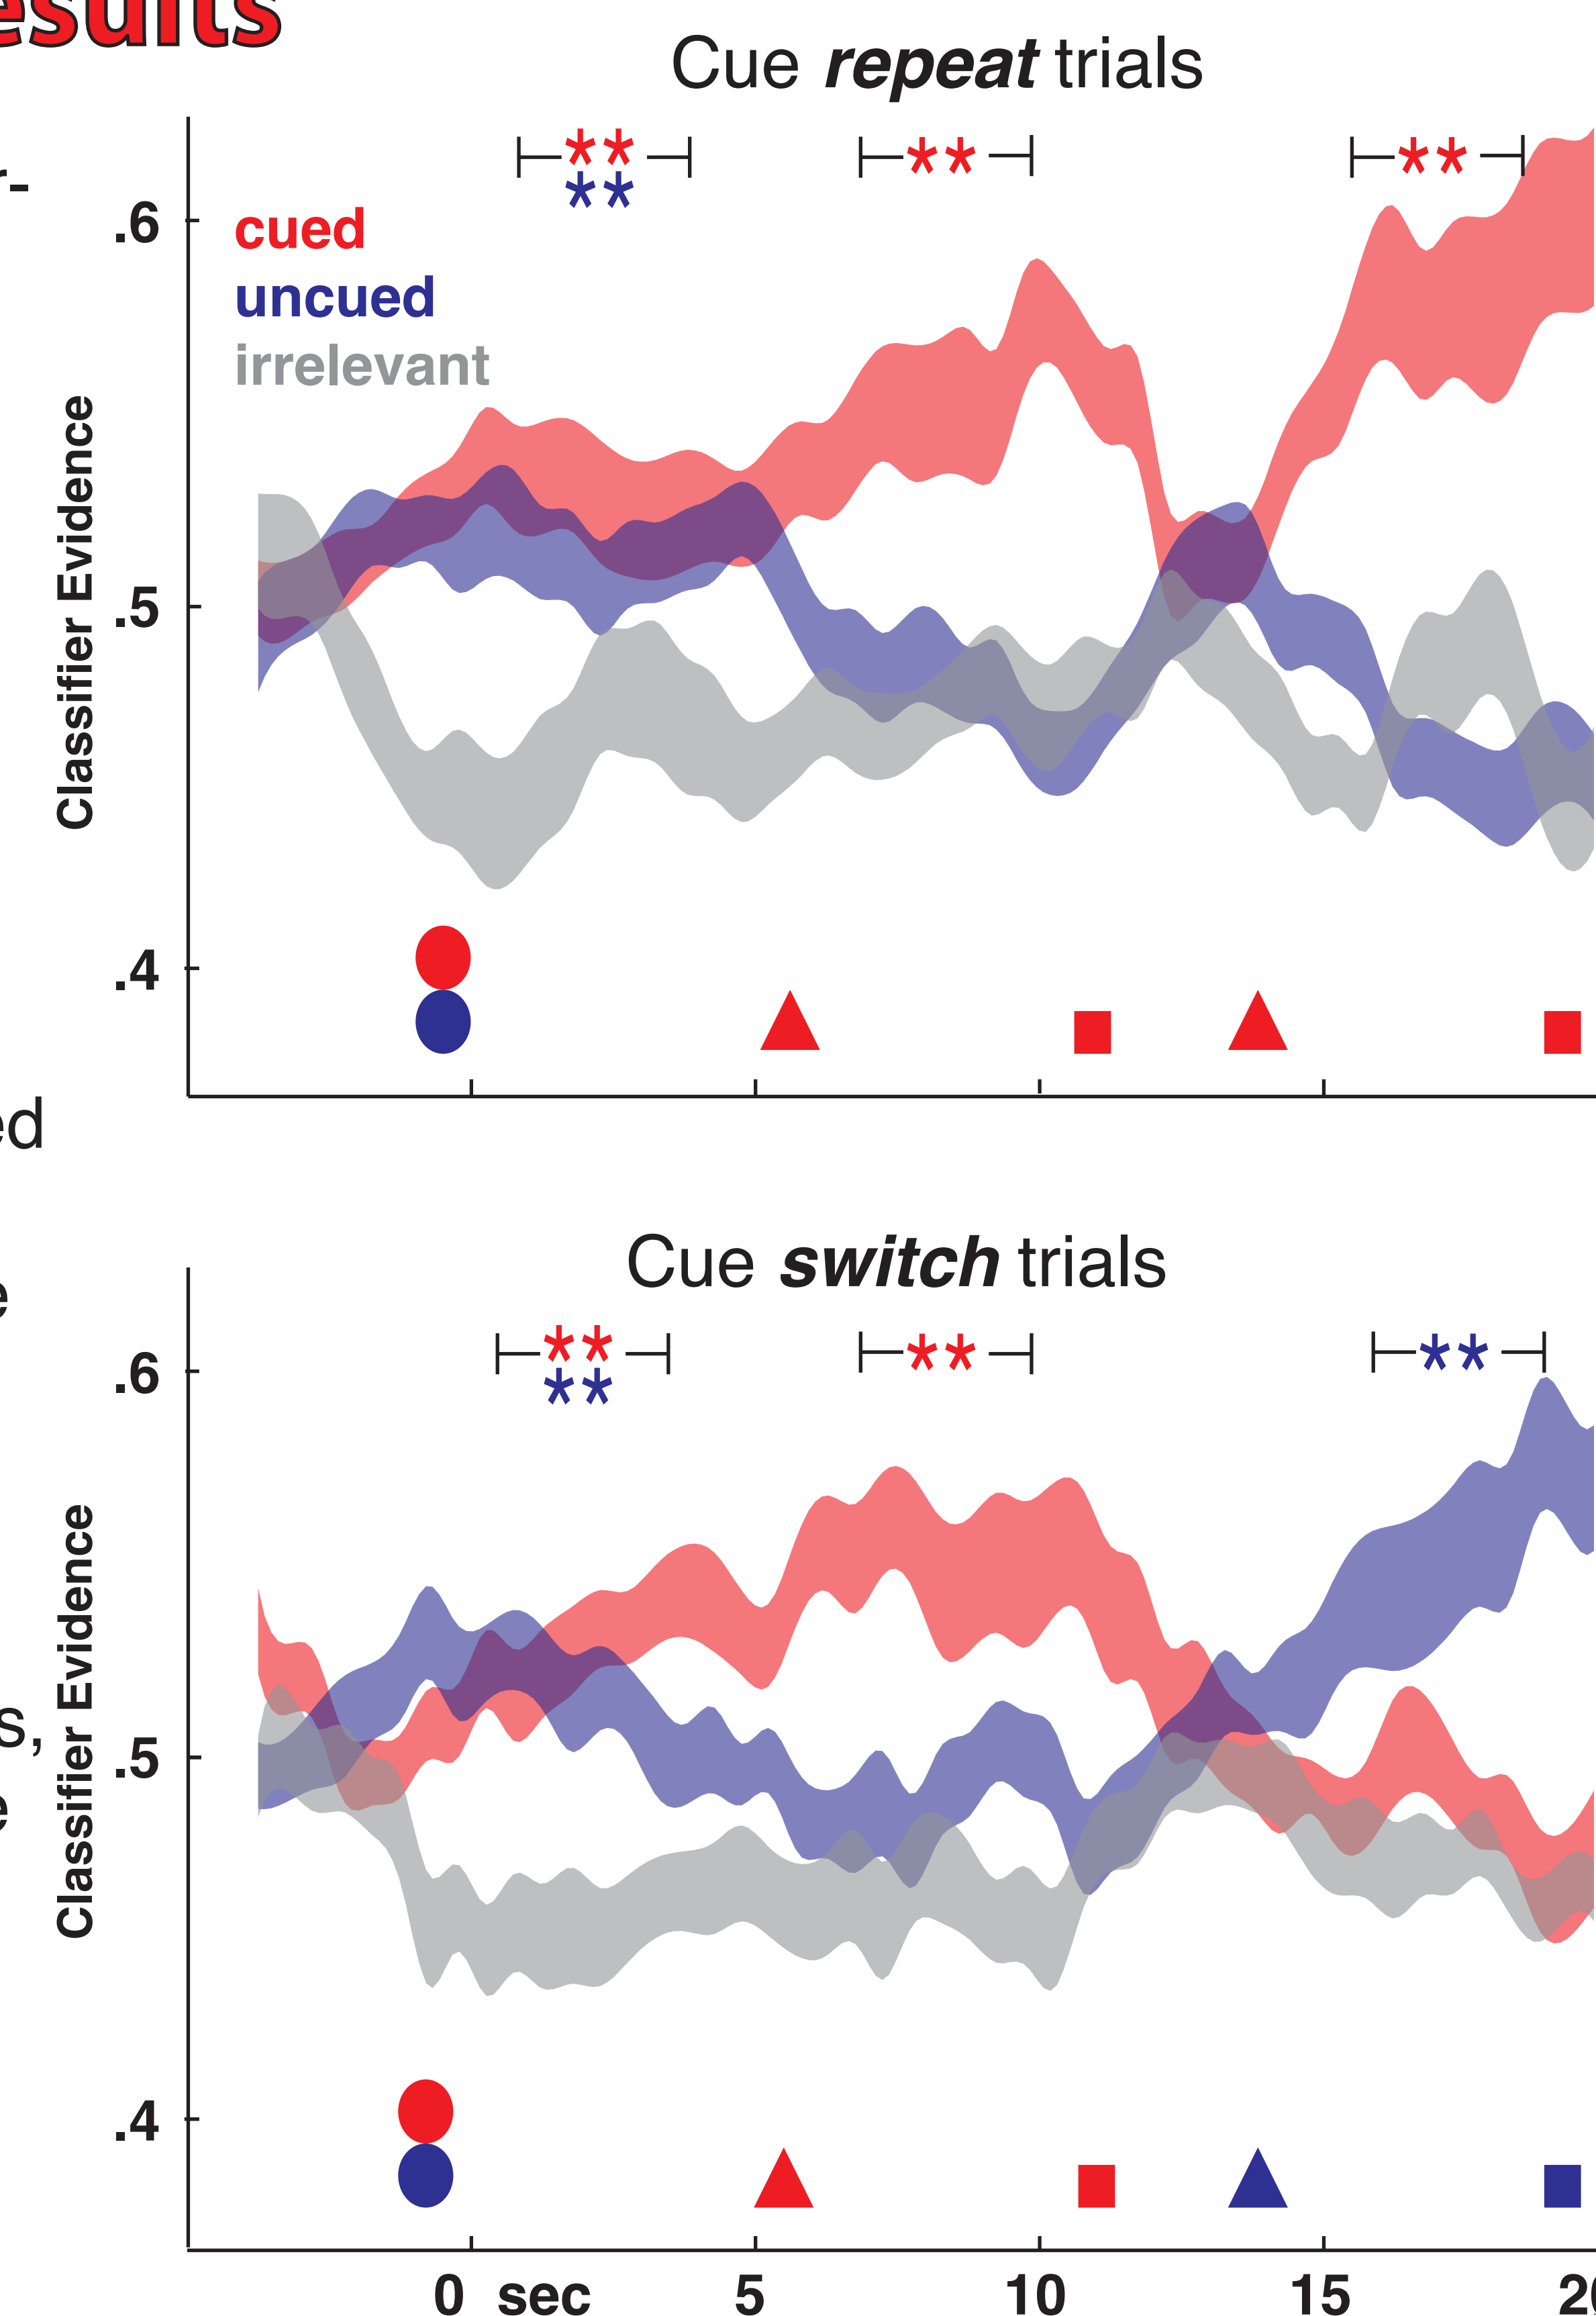 esults
Cue repeat trials
r-
** ** **
**
.6
cued
uncued
irrelevant
Classifier Evidence
.5
.4
ed
Cue switch trials
e
** ** **
**
.6
Classifier Evidence
s,
.5
e
.4
0 sec 5 10 15 20